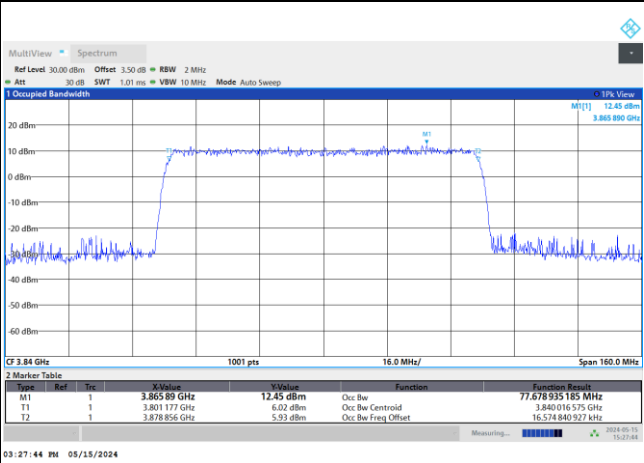 MultiView Spectrum
Ref Level 30.00 dBm Offset 3.50 dB RBW 2 MHz
Att 30 dB SWT 1.01 ms VBW 10 MHz Mode Auto Sweep
1 Occupied Bandwidth 1Pk View
M1[1] 12.45 dBm
3.865 890 GHz
20 dBm
M1
10 dBm
T1 T2
0 dBm
-10 dBm
-20 dBm
-30 dBm
-40 dBm
-50 dBm
-60 dBm
CF 3.84 GHz 1001 pts 16.0 MHz/ Span 160.0 MHz
2 Marker Table
Type Ref Trc X-Value Y-Value Function Function Result
M1 1 3.865 89 GHz 12.45 dBm Occ Bw 77.678 935 185 MHz
T1 1 3.801 177 GHz 6.02 dBm Occ Bw Centroid 3.840 016 575 GHz
T2 1 3.878 856 GHz 5.93 dBm Occ Bw Freq Offset 16.574 840 927 kHz
Measuring... 2024-05-15
15:27:44
03:27:44 PM 05/15/2024